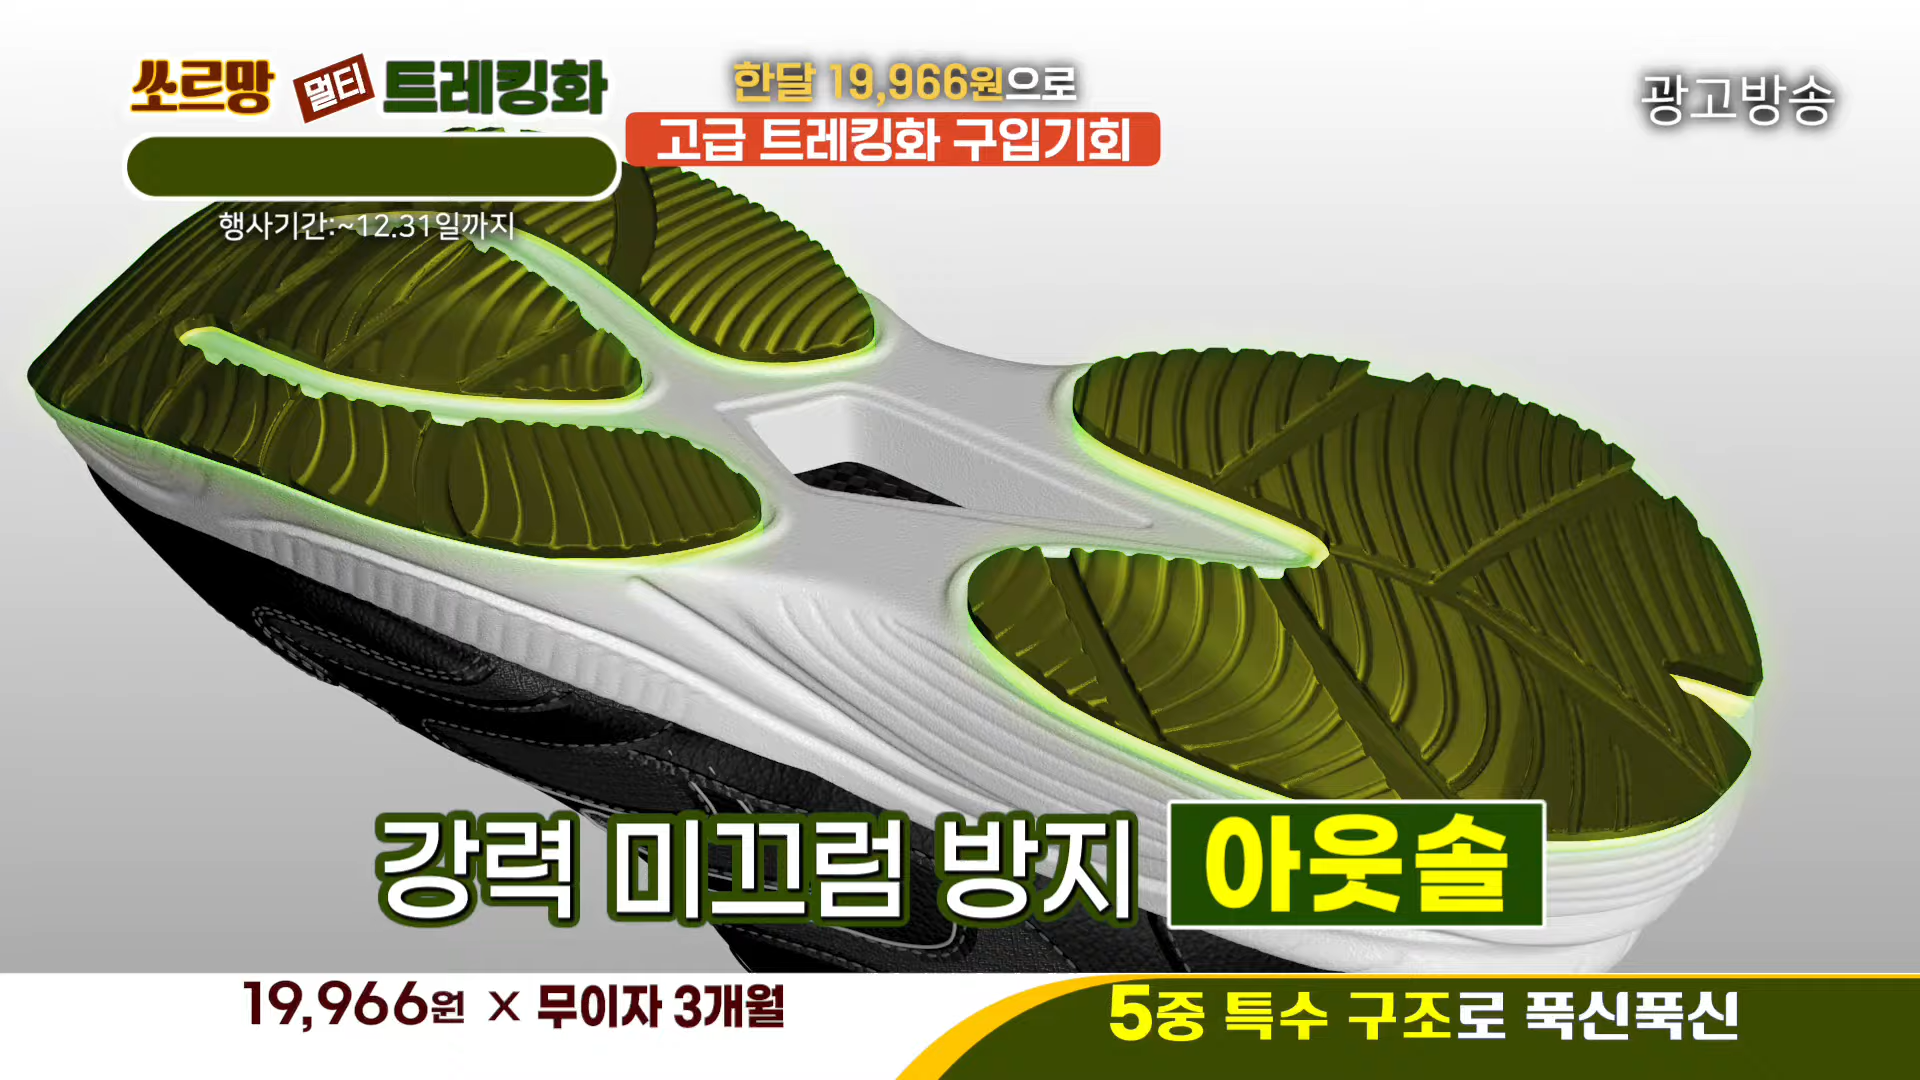 쏘르망 멀티 트레킹화
한달 19,966원으로
고급 트레킹화 구입기회
광고방송
행사기간:~12.31일까지
강력 미끄럼 방지 아웃솔
19,966원 X 무이자 3개월
5중 특수 구조로 푹신푹신